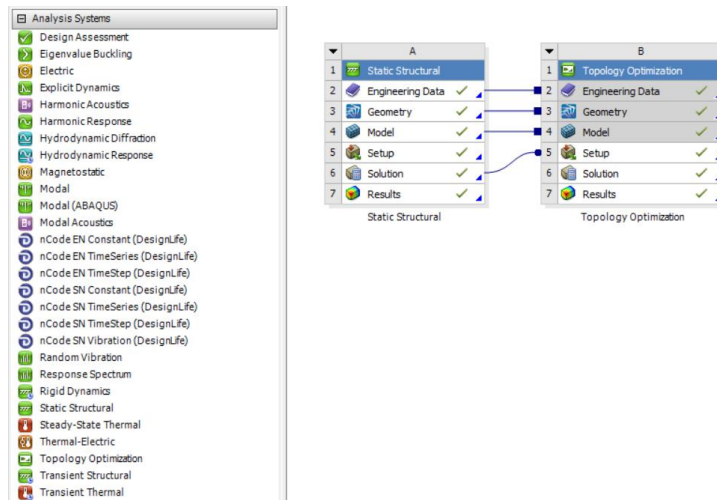 Analysis Systems
Design Assessment
Eigenvalue Buckling
Electric
Explicit Dynamics
Harmonic Acoustics
Harmonic Response
Hydrodynamic Diffraction
Hydrodynamic Response
Magnetostatic
Modal
Modal (ABAQUS)
Modal Acoustics
nCode EN Constant (DesignLife)
nCode EN TimeSeries (DesignLife)
nCode EN TimeStep (DesignLife)
nCode SN Constant (DesignLife)
nCode SN TimeSeries (DesignLife)
nCode SN TimeStep (DesignLife)
nCode SN Vibration (DesignLife)
Random Vibration
Response Spectrum
Rigid Dynamics
Static Structural
Steady-State Thermal
Thermal-Electric
Topology Optimization
Transient Structural
Transient Thermal
A
1 Static Structural
2 Engineering Data
3 Geometry
4 Model
5 Setup
6 Solution
7 Results
Static Structural
B
1 Topology Optimization
2 Engineering Data
3 Geometry
4 Model
5 Setup
6 Solution
7 Results
Topology Optimization